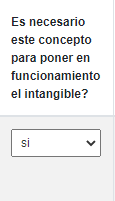 Es necesario
este concepto
para poner en
funcionamiento
el intangible?
si